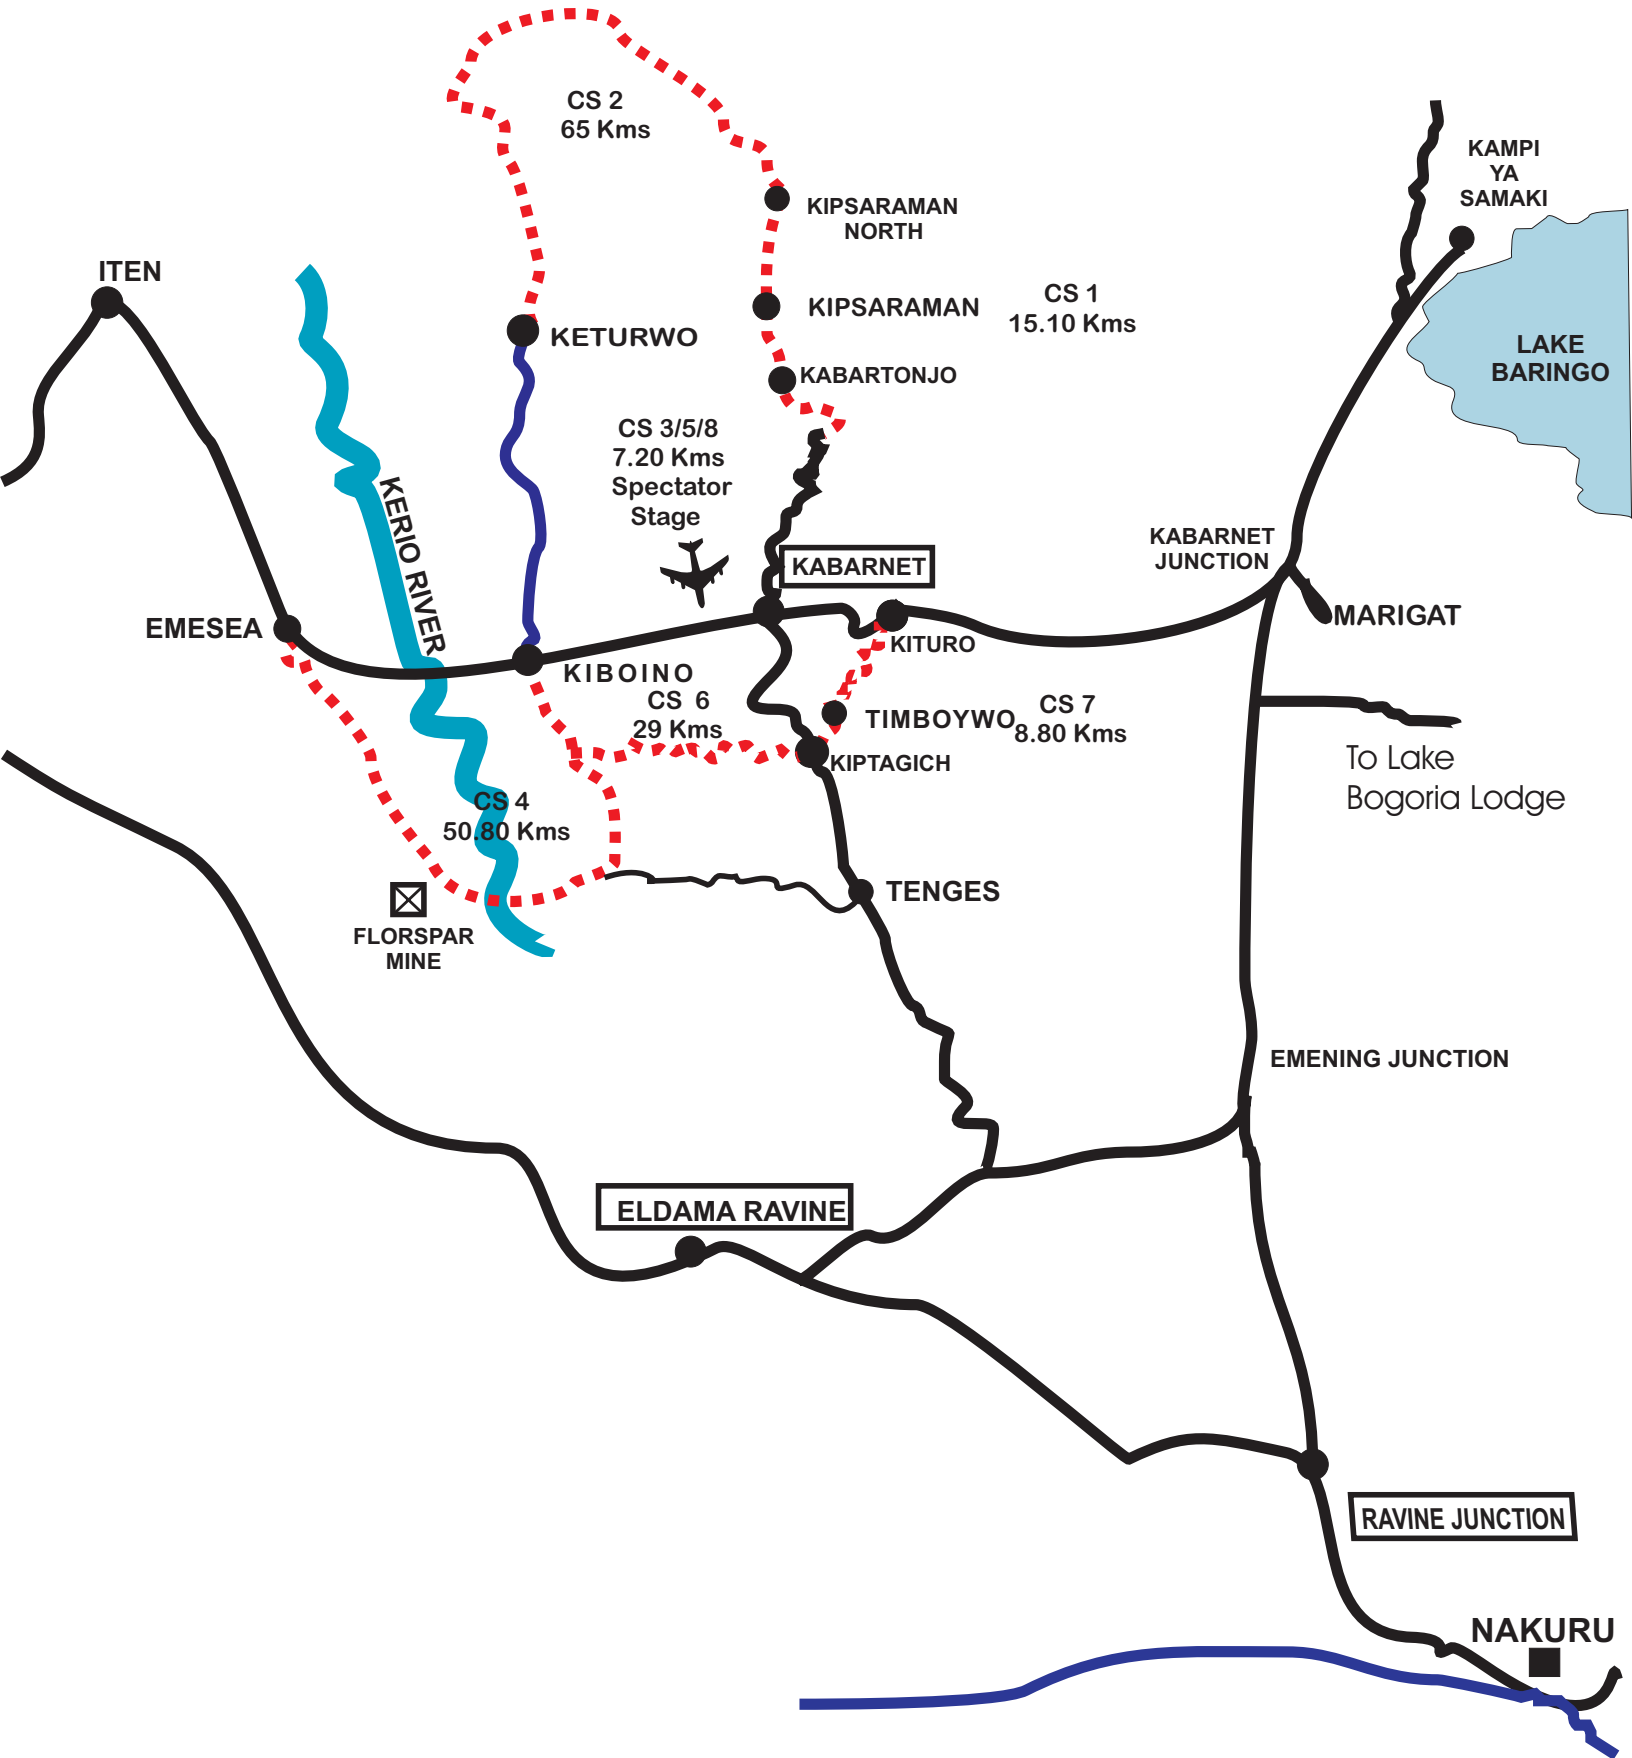 CS 2
65 Kms
KAMPI
YA
SAMAKI
KIPSARAMAN
NORTH
ITEN
CS 1
15.10 Kms
KIPSARAMAN
KETURWO
LAKE
BARINGO
KABARTONJO
CS 3/5/8
7.20 Kms
Spectator
Stage
KERIO RIVER
KABARNET
JUNCTION
KABARNET
MARIGAT
EMESEA
KITURO
KIBOINO
CS 6
29 Kms
TIMBOYWO
CS 7
8.80 Kms
KIPTAGICH
To Lake
Bogoria Lodge
CS 4
50.80 Kms
TENGES
FLORSPAR
MINE
EMENING JUNCTION
ELDAMA RAVINE
RAVINE JUNCTION
NAKURU